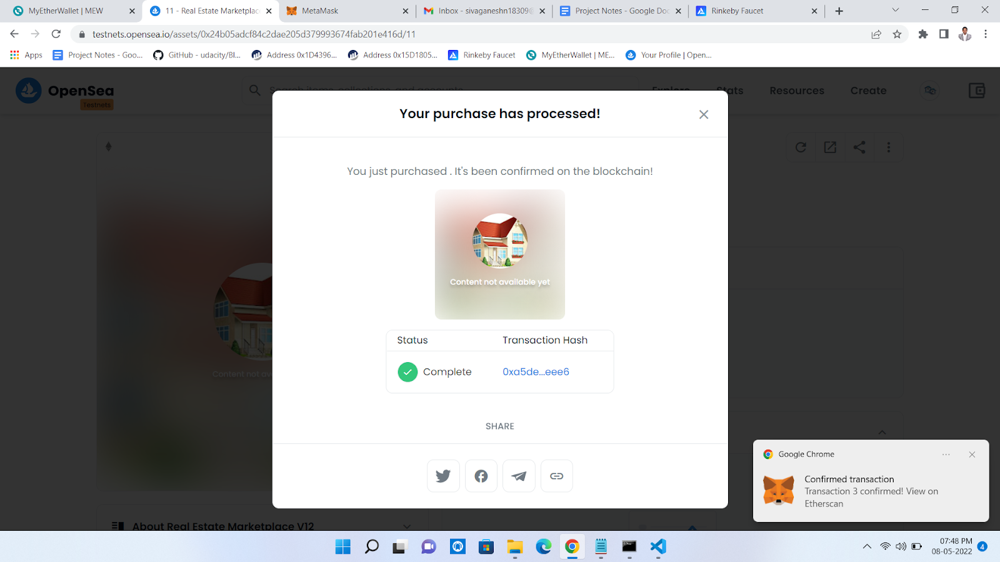 MyEtherWallet | MEW
11 - Real Estate Marketplac
MetaMask
Inbox - sivaganeshn18309@
Project Notes - Google Doc
Rinkeby Faucet
testnets.opensea.io/assets/0x24b05adcf84c2dae205d379993674fab201e416d/11
Apps
Project Notes - Goo...
GitHub - udacity/Bl...
Address 0x1D4396...
Address 0x15D1805...
Rinkeby Faucet
MyEtherWallet | ME...
Your Profile | Open...
OpenSea
Testnets
Search items, collections, and accounts
Explore
Stats
Resources
Create
Your purchase has processed!
You just purchased . It's been confirmed on the blockchain!
Content not available yet
Status
Transaction Hash
Complete
0xa5de...eee6
SHARE
Content not av
About Real Estate Marketplace V12
Google Chrome
Confirmed transaction
Transaction 3 confirmed! View on
Etherscan
07:48 PM
08-05-2022
4